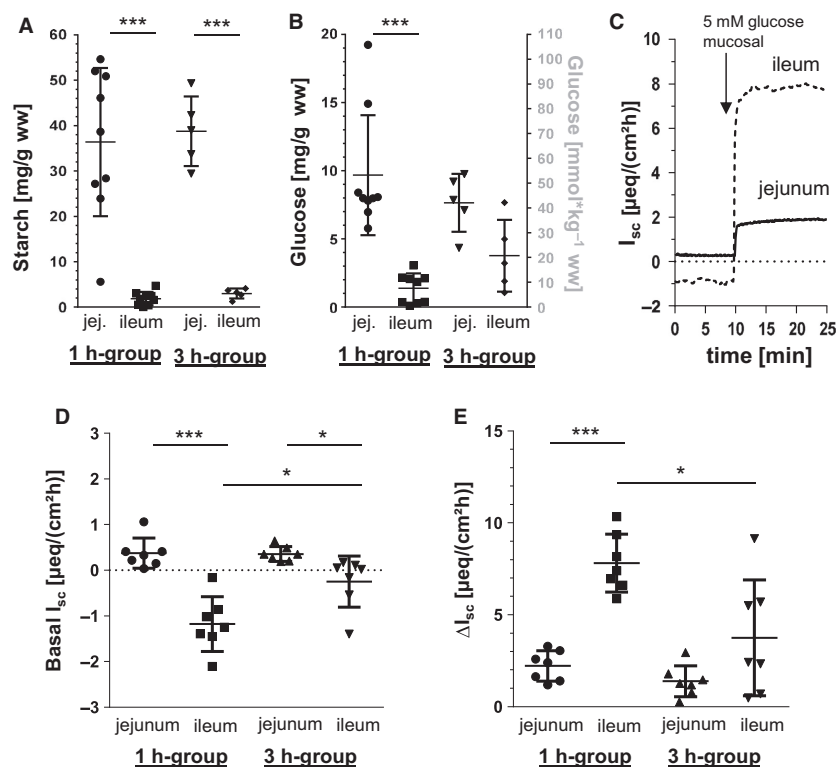 A
***
***
Starch [mg/g ww]
60
50
40
30
20
10
0
jej.
ileum
jej.
ileum
1 h-group
3 h-group
B
***
Glucose [mg/g ww]
20
15
10
5
0
Glucose [mmol*kg⁻¹ ww]
110
100
90
80
70
60
50
40
30
20
10
0
jej.
ileum
jej.
ileum
1 h-group
3 h-group
C
5 mM glucose
mucosal
ileum
jejunum
Isc [µeq/(cm²h)]
10
8
6
4
2
0
−2
0
5
10
15
20
25
time [min]
D
***
*
*
Basal Isc [µeq/(cm²h)]
3
2
1
0
−1
−2
−3
jejunum
ileum
jejunum
ileum
1 h-group
3 h-group
E
***
*
ΔIsc [µeq/(cm²h)]
15
10
5
0
jejunum
ileum
jejunum
ileum
1 h-group
3 h-group